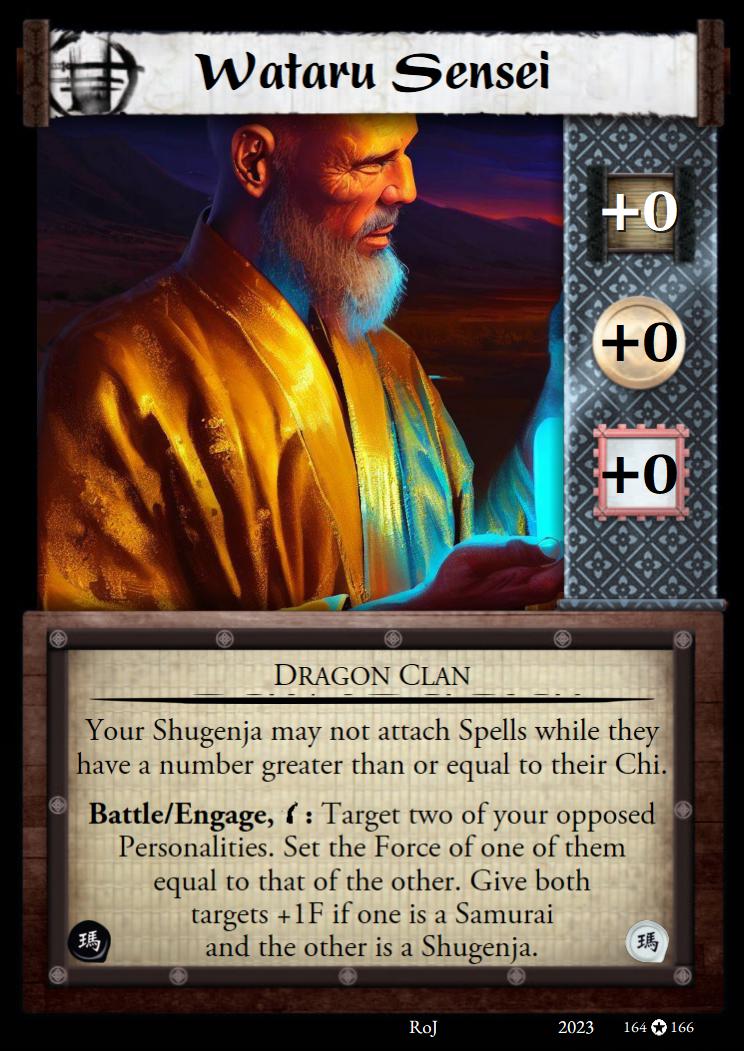 Wataru Sensei
+0
+0
+0
DRAGON CLAN
Your Shugenja may not attach Spells while they
have a number greater than or equal to their Chi.
Battle/Engage, : Target two of your opposed
Personalities. Set the Force of one of them
equal to that of the other. Give both
targets +1F if one is a Samurai
and the other is a Shugenja.
瑪
瑪
RoJ 2023 164 166